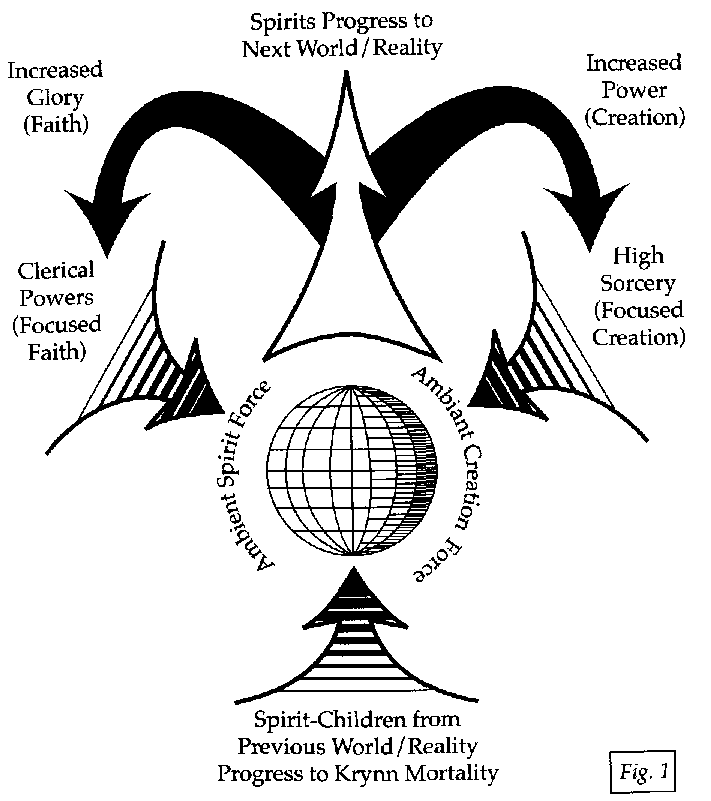 Spirits Progress to
Next World/Reality
Increased
Glory
(Faith)
Increased
Power
(Creation)
Clerical
Powers
(Focused
Faith)
High
Sorcery
(Focused
Creation)
Ambient Spirit Force
Ambiant Creation Force
Spirit-Children from
Previous World/Reality
Progress to Krynn Mortality
Fig. 1